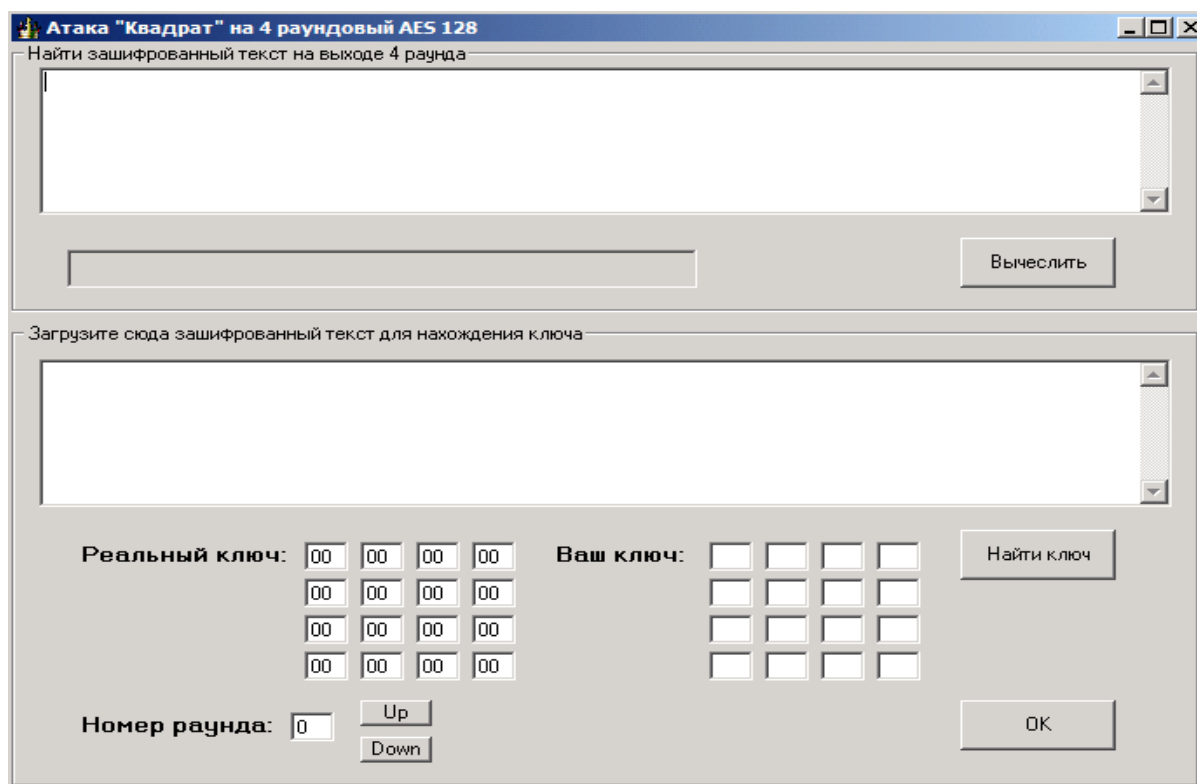 Атака "Квадрат" на 4 раундовый AES 128
Найти зашифрованный текст на выходе 4 раунда
Вычеслить
Загрузите сюда зашифрованный текст для нахождения ключа
Реальный ключ: 00 00 00 00 Ваш ключ: Найти ключ
00 00 00 00
00 00 00 00
00 00 00 00
Номер раунда: 0 Up OK
Down